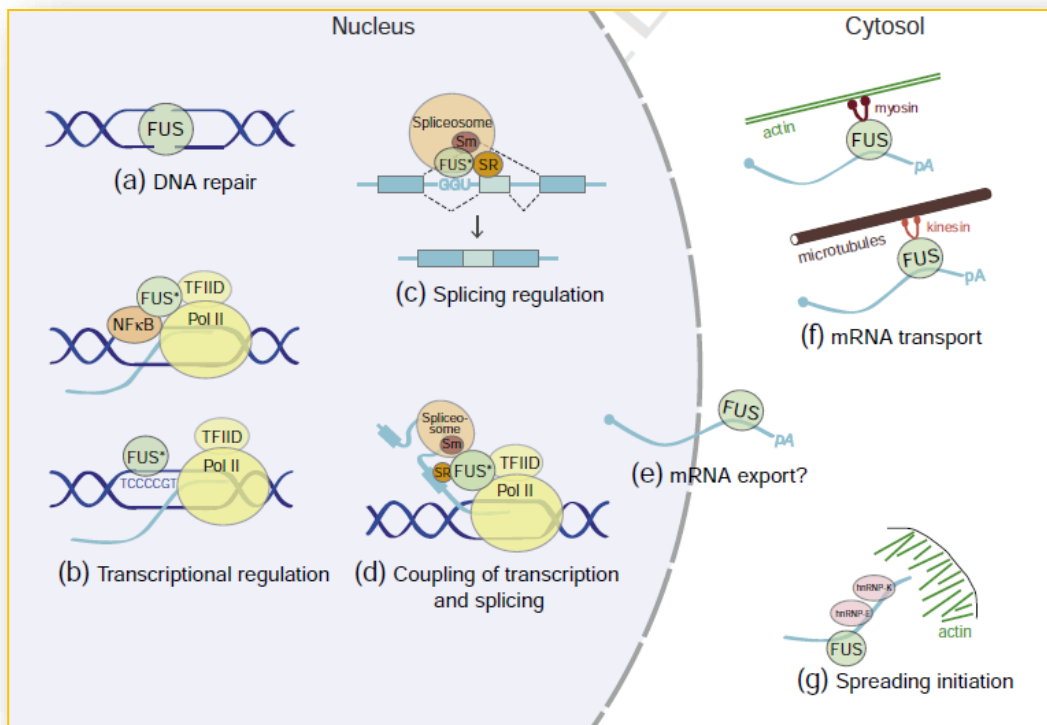 Nucleus
Cytosol
FUS
(a) DNA repair
Spliceosome
Sm
FUS*
SR
GGU
(c) Splicing regulation
actin
myosin
FUS
pA
microtubules
kinesin
FUS
pA
(f) mRNA transport
FUS*
TFIID
NFκB
Pol II
FUS*
TFIID
Pol II
TCCCCGT
(b) Transcriptional regulation
Spliceo-
some
Sm
SR
FUS*
TFIID
Pol II
(d) Coupling of transcription
and splicing
FUS
pA
(e) mRNA export?
hnRNP-K
hnRNP-E
FUS
actin
(g) Spreading initiation